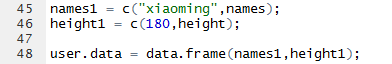 45 names1 = c("xiaoming",names);
46 height1 = c(180,height);
47
48 user.data = data.frame(names1,height1);